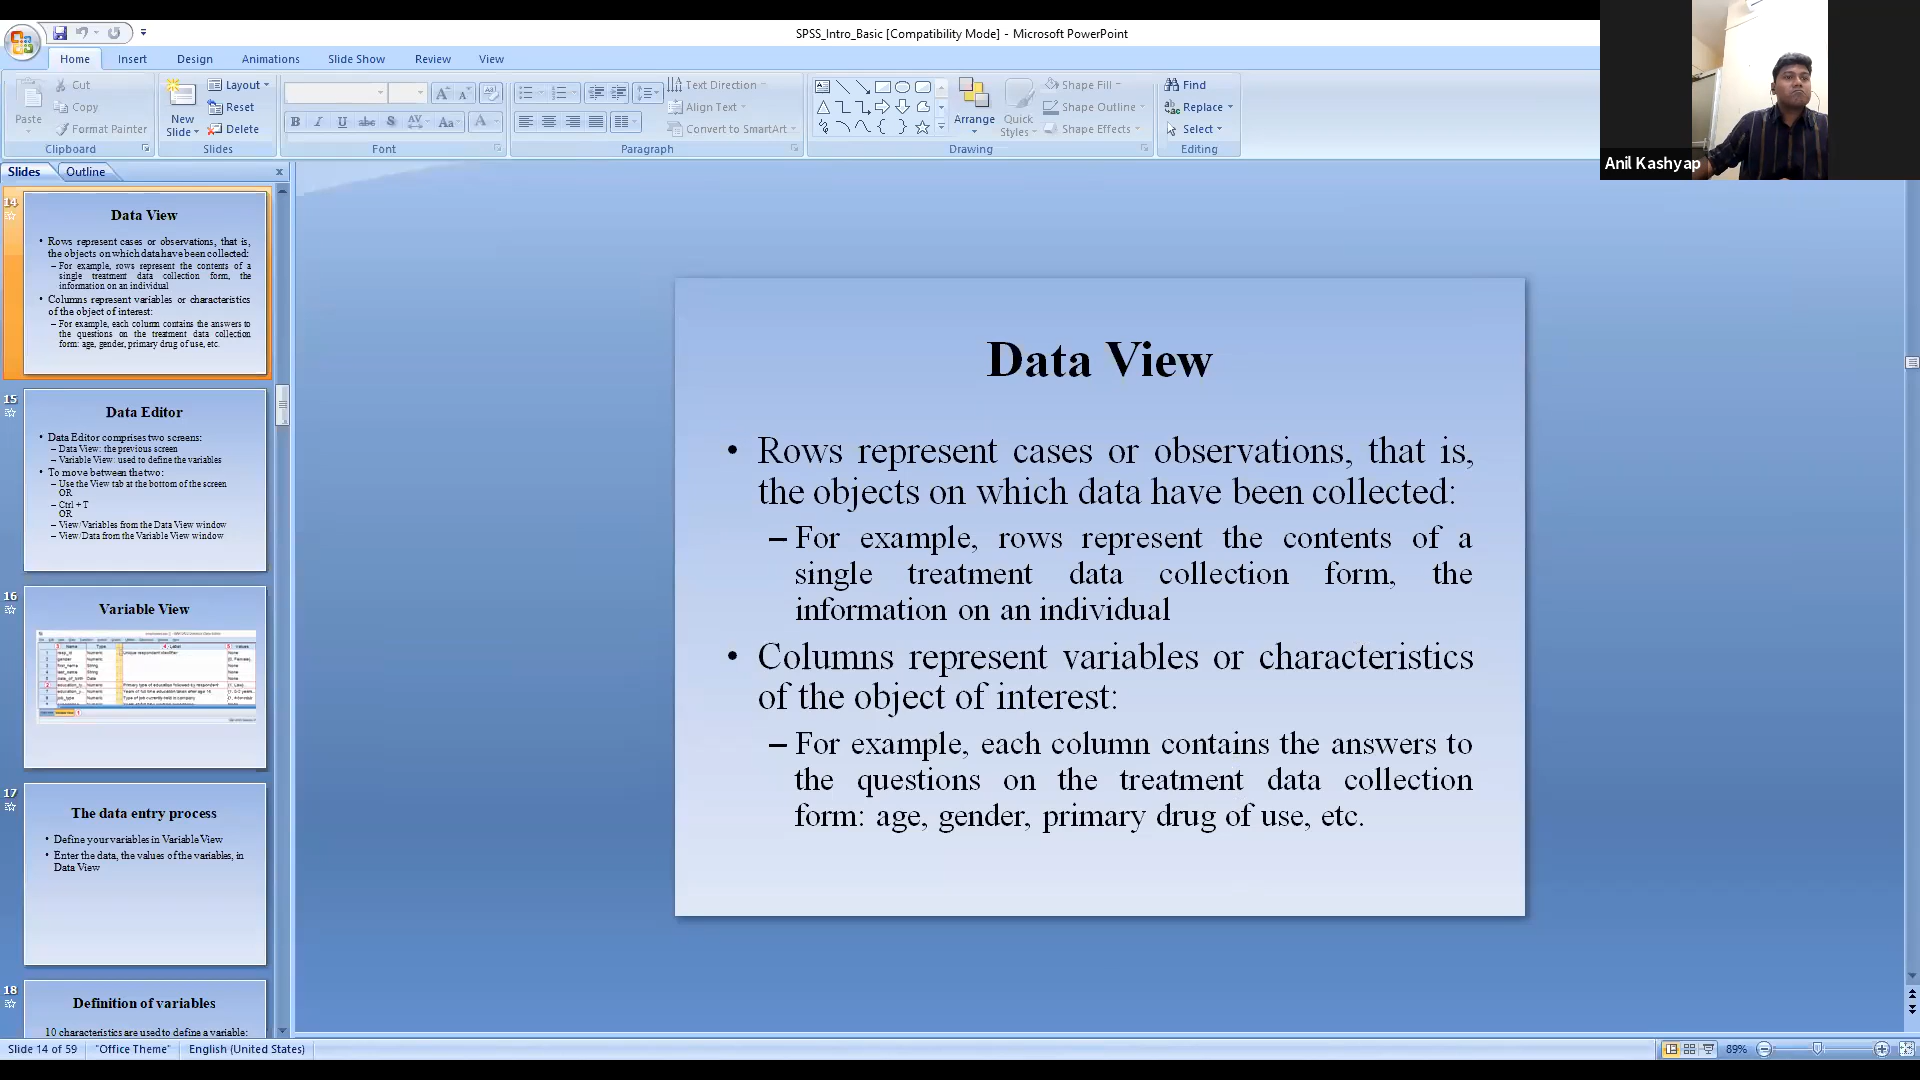 SPSS_Intro_Basic [Compatibility Mode] - Microsoft PowerPoint
Home Insert Design Animations Slide Show Review View
Cut
Copy
Format Painter
Paste
Clipboard
New
Slide
Layout
Reset
Delete
Slides
Font
Text Direction
Align Text
Convert to SmartArt
Paragraph
Arrange
Quick
Styles
Shape Fill
Shape Outline
Shape Effects
Drawing
Find
Replace
Select
Editing
Anil Kashyap
Slides Outline
14
Data View
• Rows represent cases or observations, that is,
the objects on which data have been collected:
– For example, rows represent the contents of a
single treatment data collection form, the
information on an individual
• Columns represent variables or characteristics
of the object of interest:
– For example, each column contains the answers to
the questions on the treatment data collection
form: age, gender, primary drug of use, etc.
15
Data Editor
• Data Editor comprises two screens:
– Data View: the previous screen
– Variable View: used to define the variables
• To move between the two:
– Use the View tab at the bottom of the screen
OR
– Ctrl + T
OR
– View/Variables from the Data View window
– View/Data from the Variable View window
16
Variable View
17
The data entry process
• Define your variables in Variable View
• Enter the data, the values of the variables, in
Data View
18
Definition of variables
10 characteristics are used to define a variable:
Data View
• Rows represent cases or observations, that is,
the objects on which data have been collected:
– For example, rows represent the contents of a
single treatment data collection form, the
information on an individual
• Columns represent variables or characteristics
of the object of interest:
– For example, each column contains the answers to
the questions on the treatment data collection
form: age, gender, primary drug of use, etc.
Slide 14 of 59 "Office Theme" English (United States) 89%